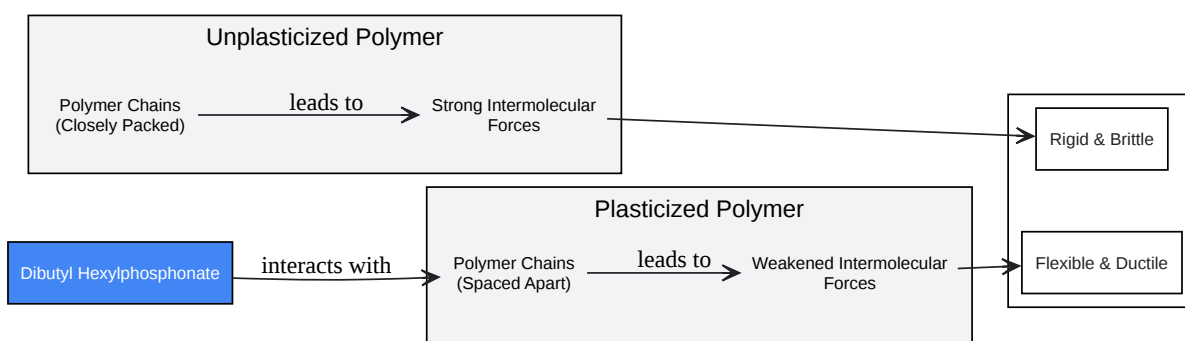 Unplasticized Polymer
Polymer Chains
(Closely Packed)
leads to
Strong Intermolecular
Forces
Rigid & Brittle
Plasticized Polymer
Dibutyl Hexylphosphonate
interacts with
Polymer Chains
(Spaced Apart)
leads to
Weakened Intermolecular
Forces
Flexible & Ductile